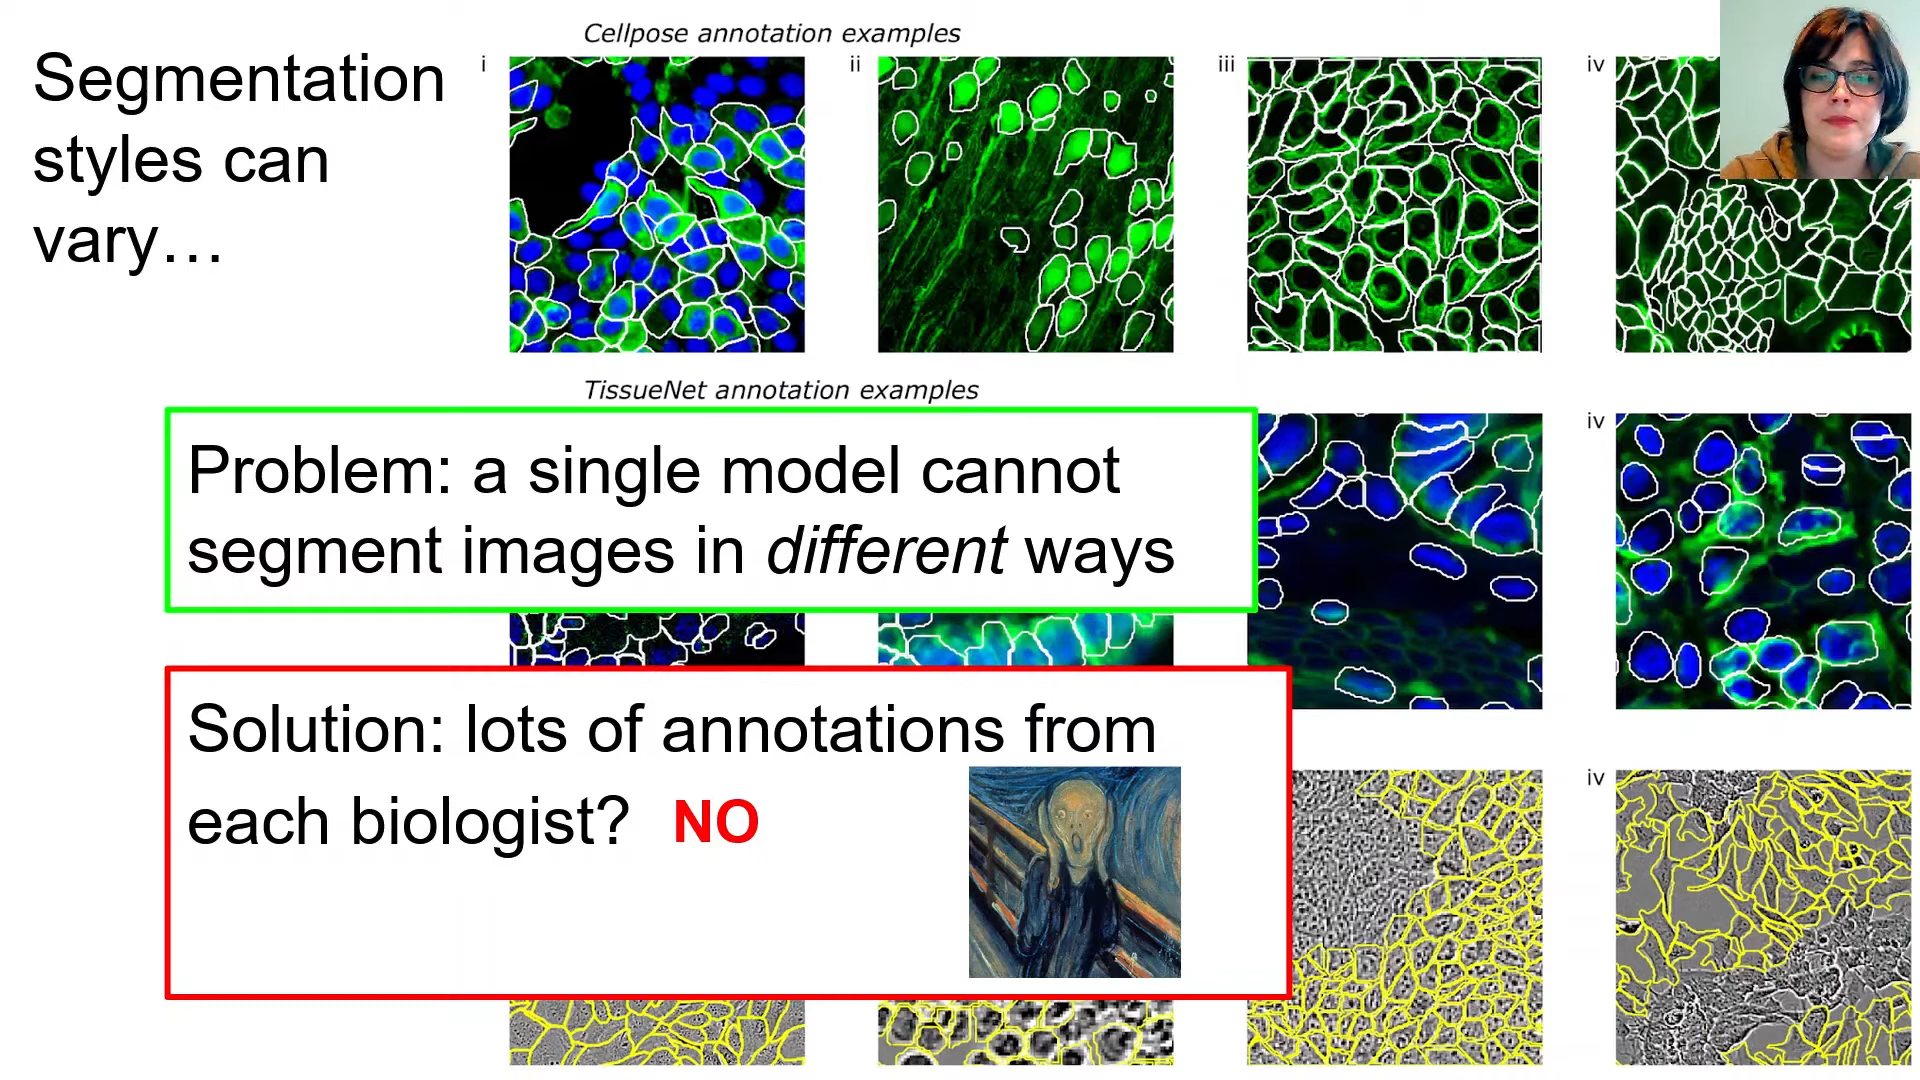 Segmentation
styles can
vary…
Cellpose annotation examples
i
ii
iii
iv
TissueNet annotation examples
iv
Problem: a single model cannot
segment images in different ways
Solution: lots of annotations from
each biologist? NO
iv